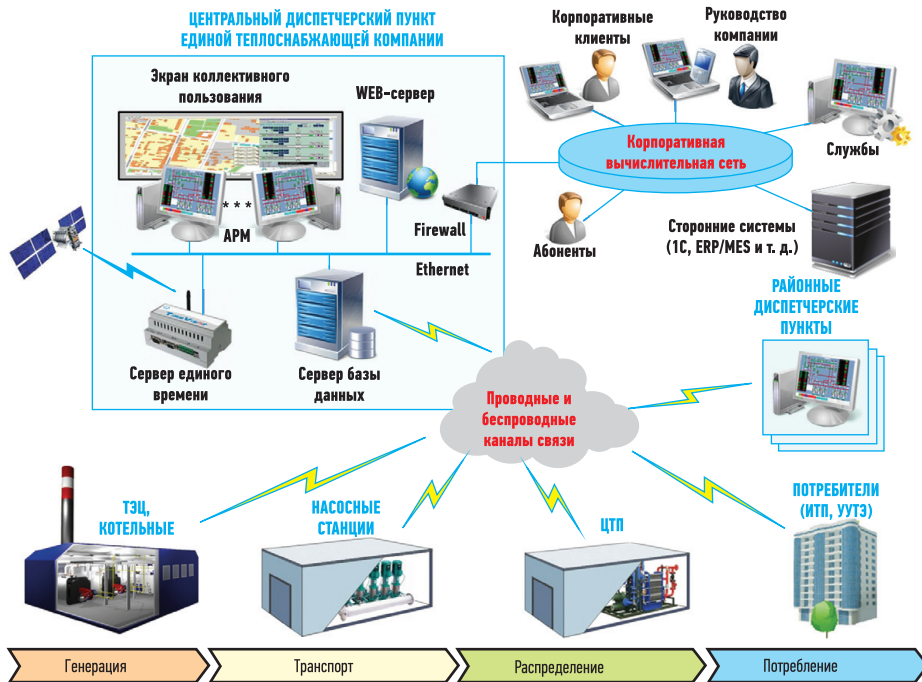 ЦЕНТРАЛЬНЫЙ ДИСПЕТЧЕРСКИЙ ПУНКТ
ЕДИНОЙ ТЕПЛОСНАБЖАЮЩЕЙ КОМПАНИИ
Экран коллективного
пользования
WEB-сервер
* * *
АРМ
Firewall
Ethernet
Сервер единого
времени
Сервер базы
данных
Корпоративные
клиенты
Руководство
компании
Корпоративная
вычислительная сеть
Службы
Абоненты
Сторонние системы
(1С, ERP/MES и т. д.)
РАЙОННЫЕ
ДИСПЕТЧЕРСКИЕ
ПУНКТЫ
Проводные и
беспроводные
каналы связи
ТЭЦ,
КОТЕЛЬНЫЕ
НАСОСНЫЕ
СТАНЦИИ
ЦТП
ПОТРЕБИТЕЛИ
(ИТП, УУТЭ)
Генерация
Транспорт
Распределение
Потребление